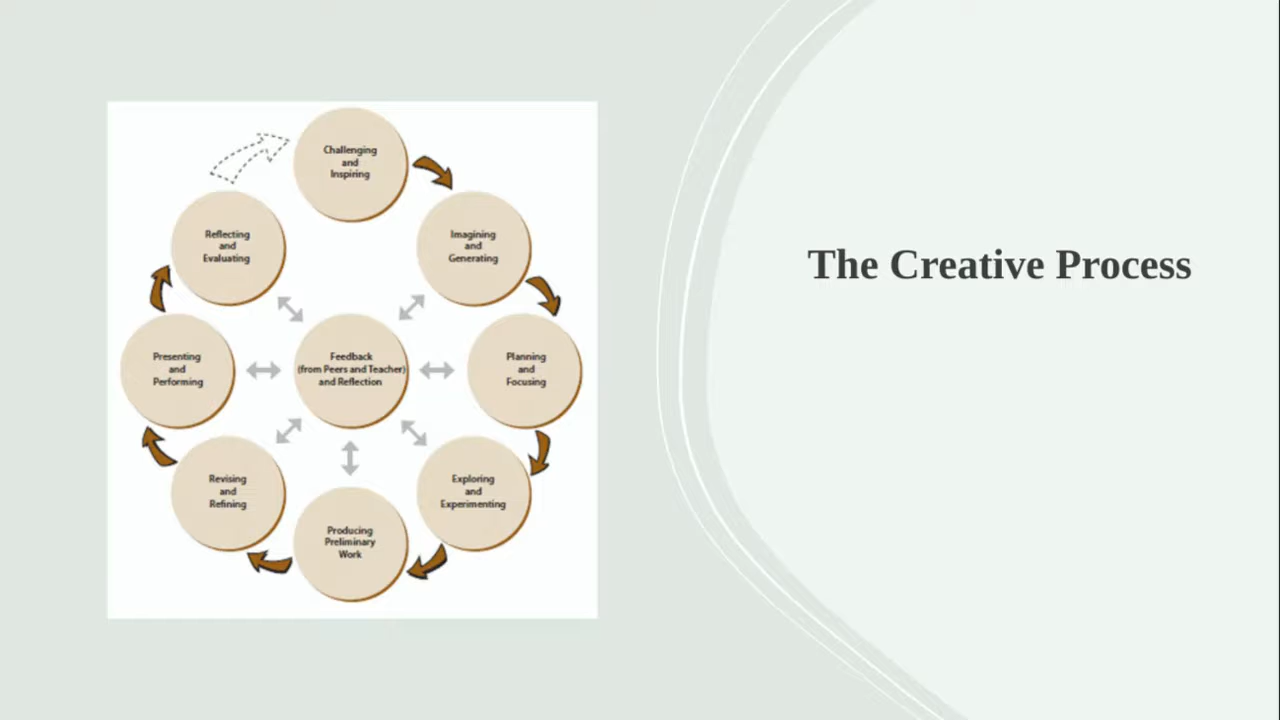 The Creative Process
Challenging
and
Inspiring
Imagining
and
Generating
Planning
and
Focusing
Exploring
and
Experimenting
Producing
Preliminary
Work
Revising
and
Refining
Presenting
and
Performing
Reflecting
and
Evaluating
Feedback
(from Peers and Teacher)
and Reflection